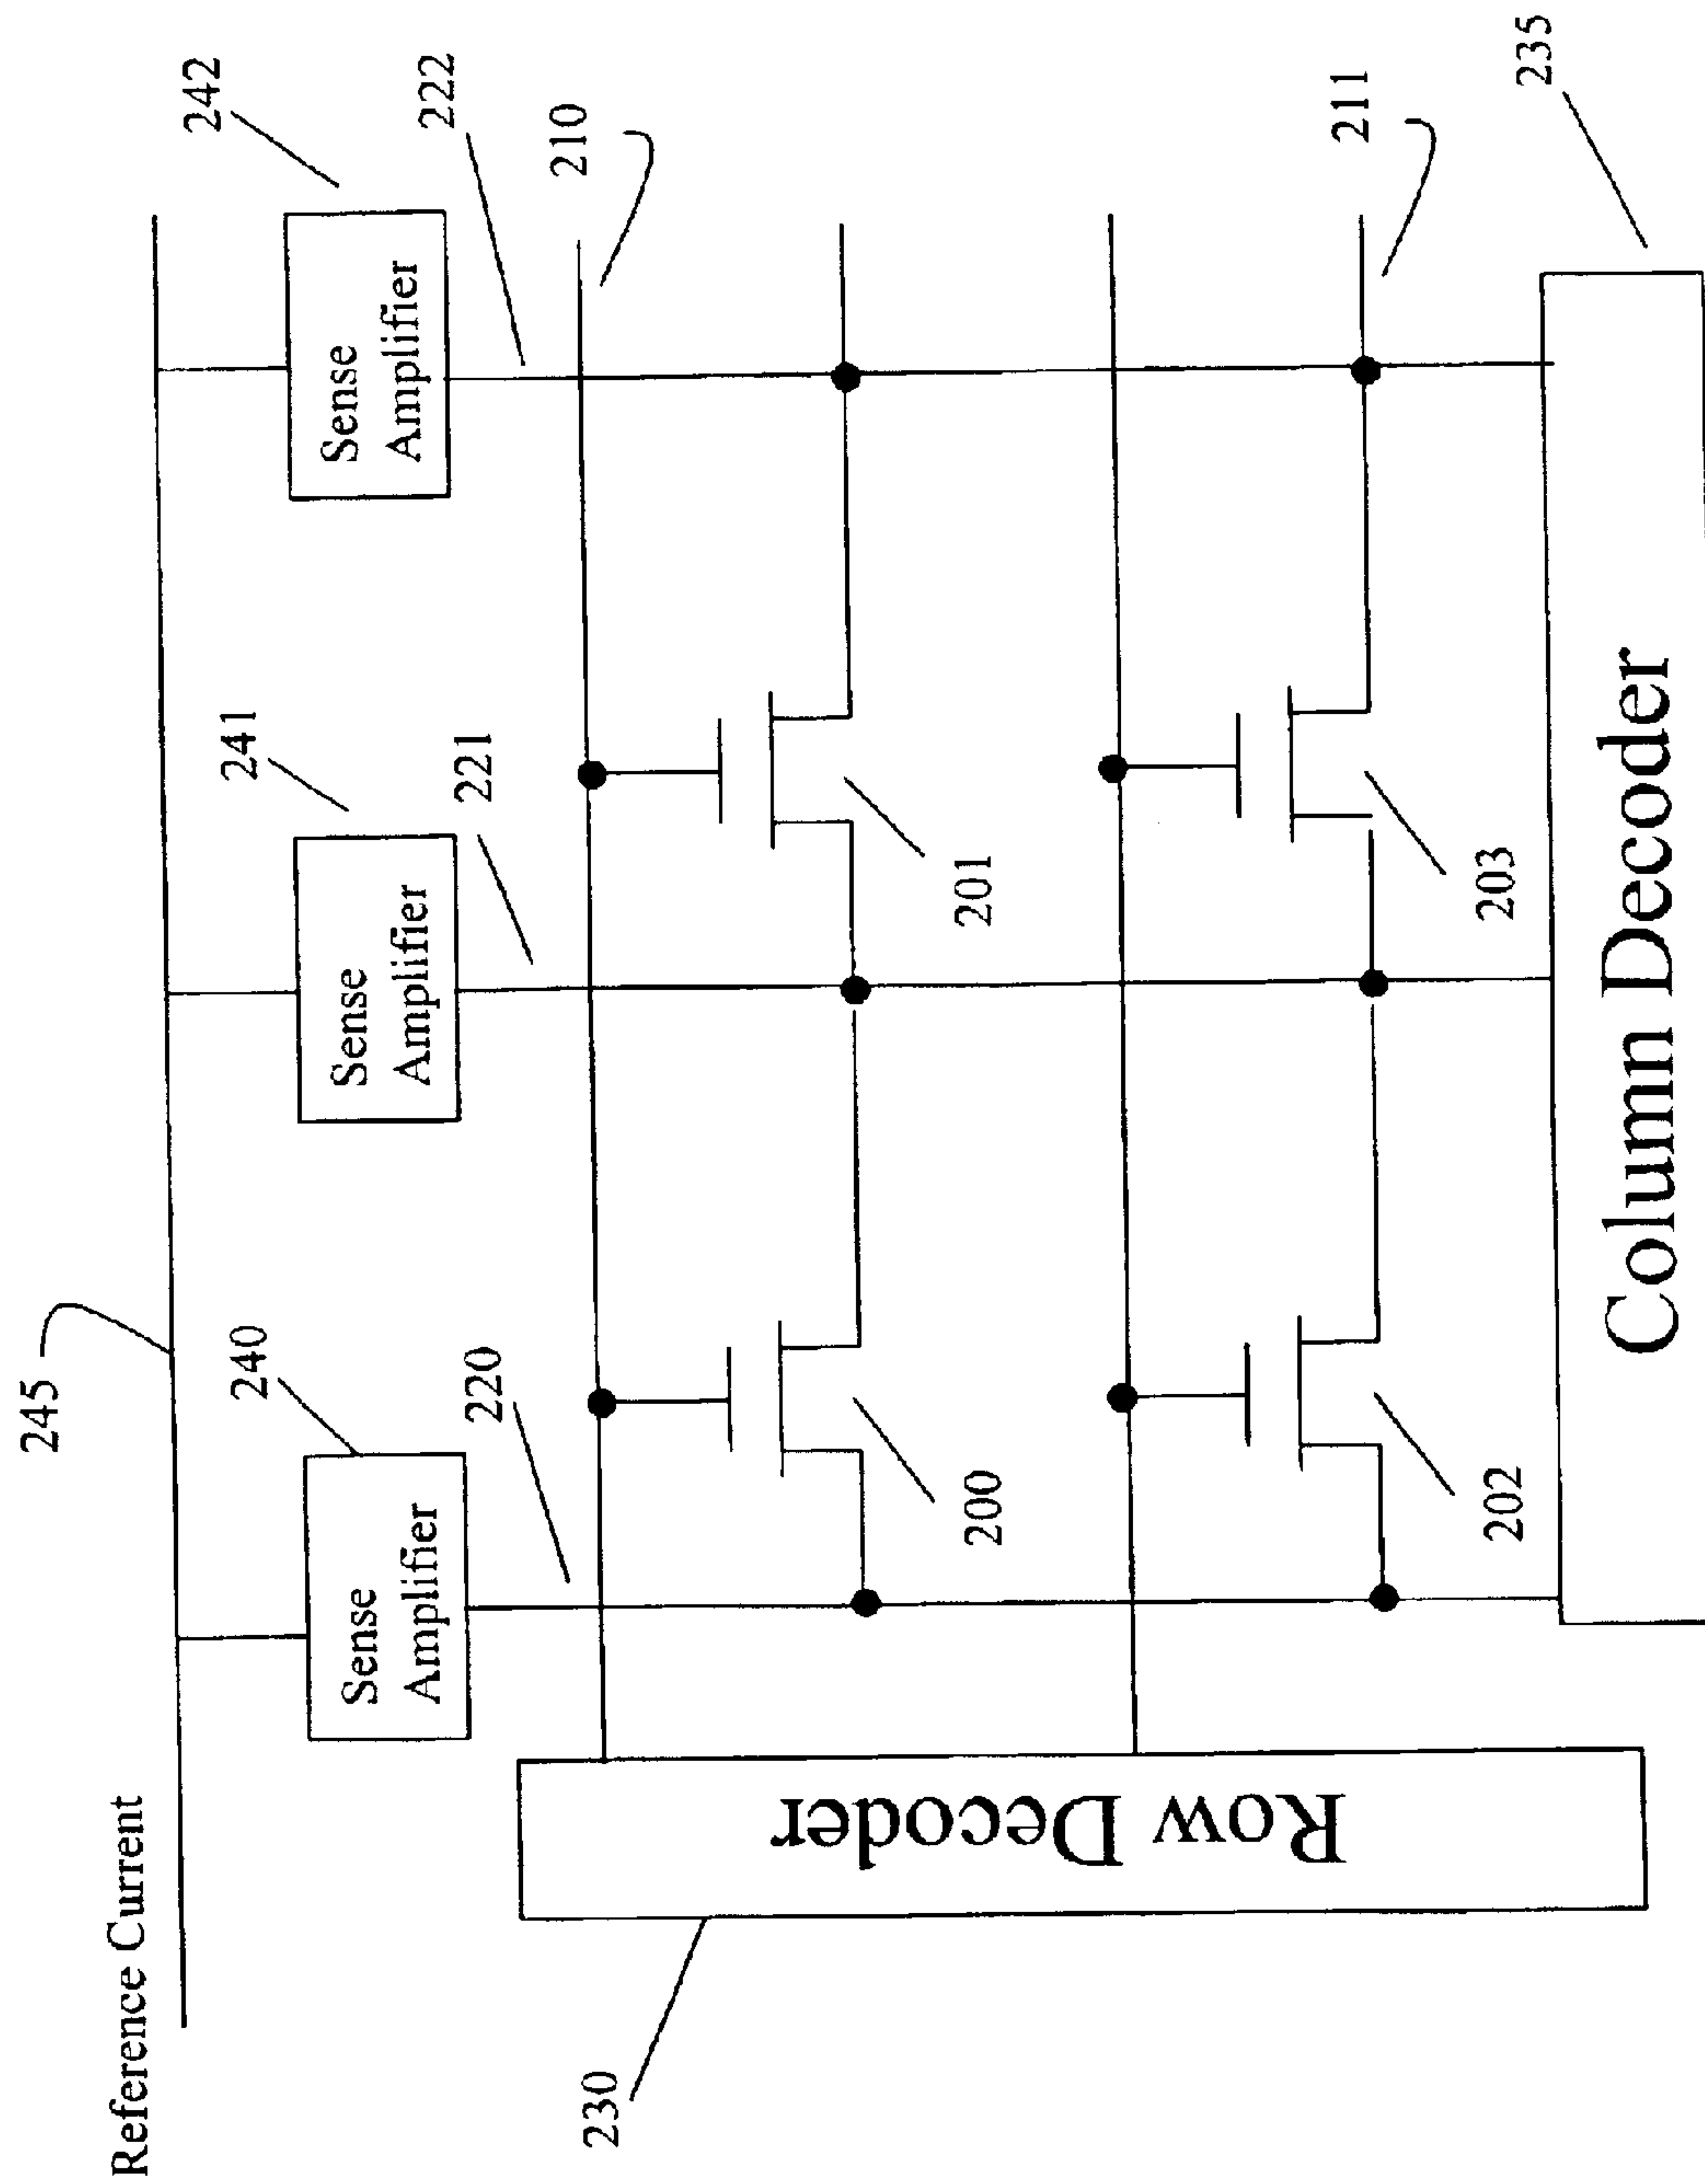 Reference Current
245
240
241
242
Sense
Amplifier
Sense
Amplifier
Sense
Amplifier
220
221
222
210
230
Row Decoder
200
201
202
203
211
Column Decoder
235